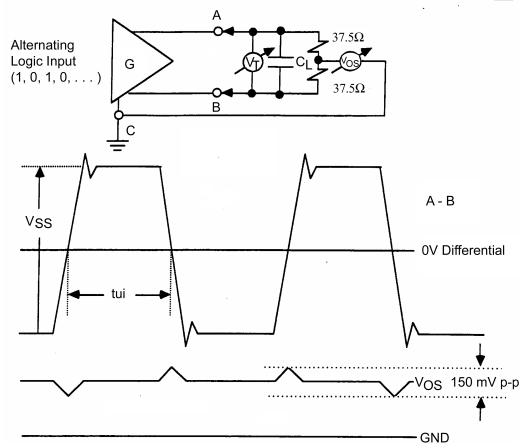 A
Alternating
Logic Input
(1, 0, 1, 0, . . . )
G
VT
CL
37.5Ω
VOS
37.5Ω
B
C
A - B
VSS
0V Differential
tui
VOS 150 mV p-p
GND